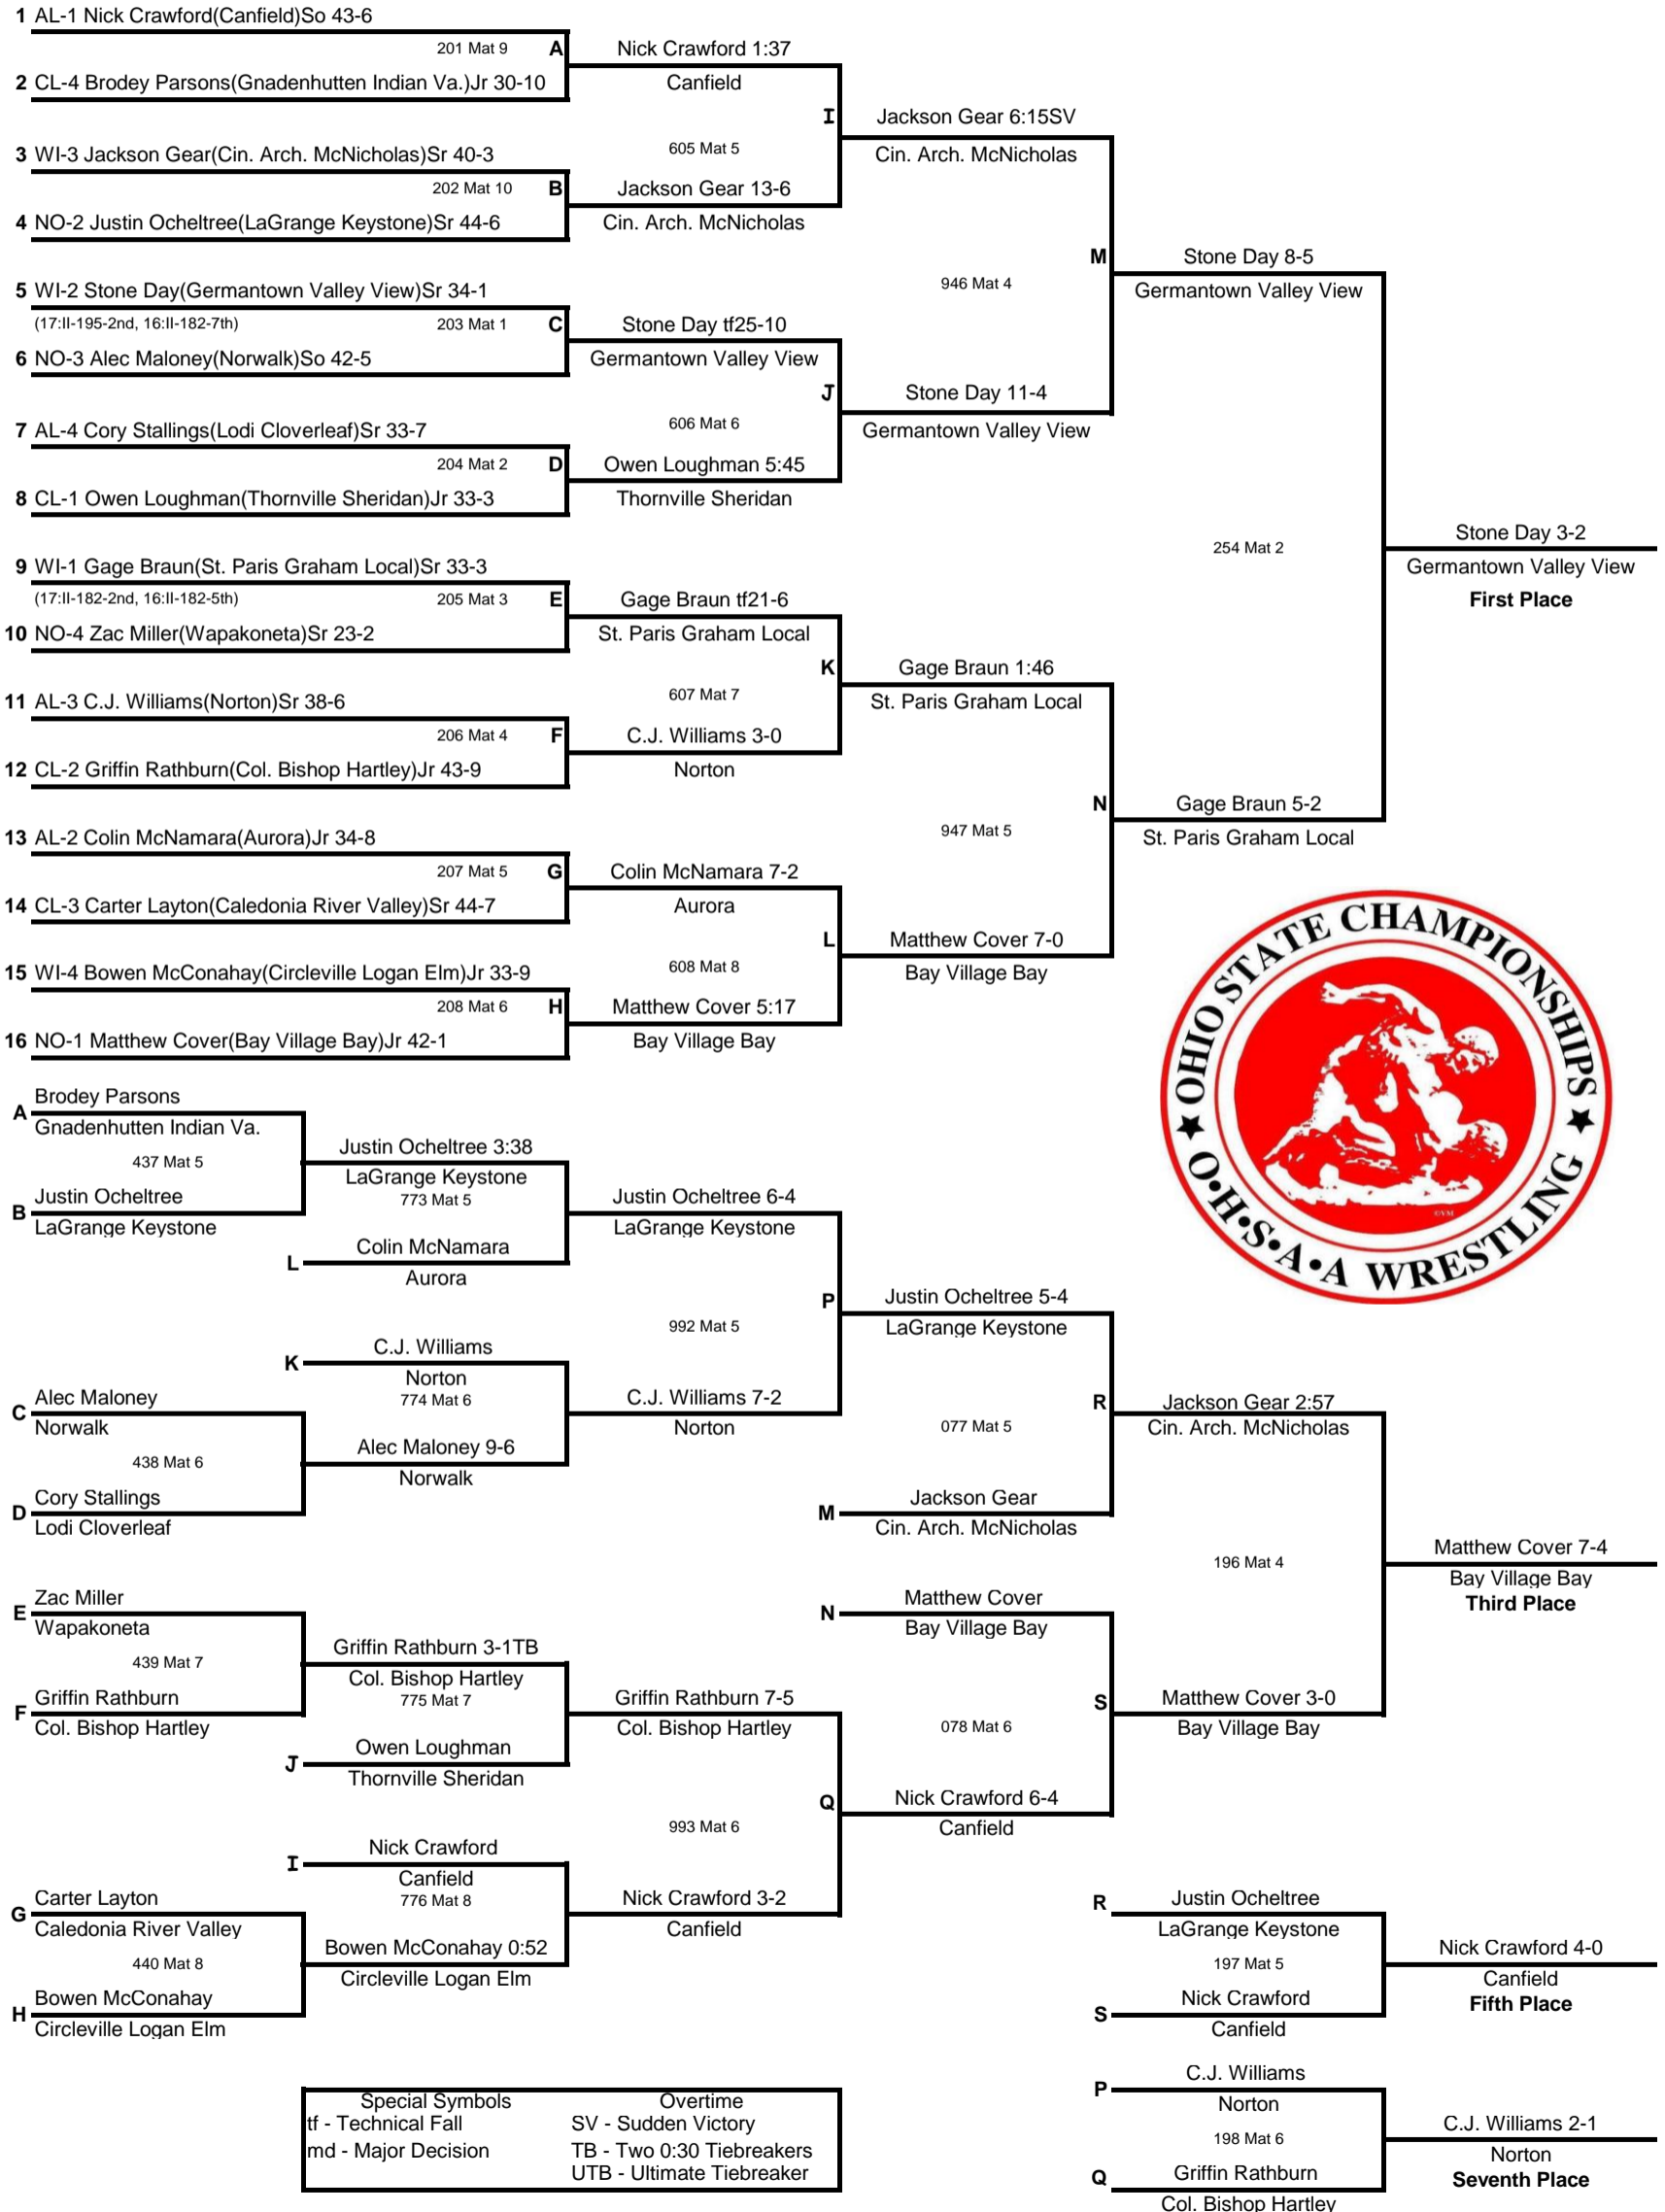 1 AL-1 Nick Crawford(Canfield)So 43-6
201 Mat 9 A
2 CL-4 Brodey Parsons(Gnadenhutten Indian Va.)Jr 30-10
3 WI-3 Jackson Gear(Cin. Arch. McNicholas)Sr 40-3
202 Mat 10 B
4 NO-2 Justin Ocheltree(LaGrange Keystone)Sr 44-6
5 WI-2 Stone Day(Germantown Valley View)Sr 34-1
(17:II-195-2nd, 16:II-182-7th) 203 Mat 1 C
6 NO-3 Alec Maloney(Norwalk)So 42-5
7 AL-4 Cory Stallings(Lodi Cloverleaf)Sr 33-7
204 Mat 2 D
8 CL-1 Owen Loughman(Thornville Sheridan)Jr 33-3
9 WI-1 Gage Braun(St. Paris Graham Local)Sr 33-3
(17:II-182-2nd, 16:II-182-5th) 205 Mat 3 E
10 NO-4 Zac Miller(Wapakoneta)Sr 23-2
11 AL-3 C.J. Williams(Norton)Sr 38-6
206 Mat 4 F
12 CL-2 Griffin Rathburn(Col. Bishop Hartley)Jr 43-9
13 AL-2 Colin McNamara(Aurora)Jr 34-8
207 Mat 5 G
14 CL-3 Carter Layton(Caledonia River Valley)Sr 44-7
15 WI-4 Bowen McConahay(Circleville Logan Elm)Jr 33-9
208 Mat 6 H
16 NO-1 Matthew Cover(Bay Village Bay)Jr 42-1
Nick Crawford 1:37
Canfield
I
605 Mat 5
Jackson Gear 13-6
Cin. Arch. McNicholas
Stone Day tf25-10
Germantown Valley View
J
606 Mat 6
Owen Loughman 5:45
Thornville Sheridan
Gage Braun tf21-6
St. Paris Graham Local
K
607 Mat 7
C.J. Williams 3-0
Norton
Colin McNamara 7-2
Aurora
L
608 Mat 8
Matthew Cover 5:17
Bay Village Bay
Jackson Gear 6:15SV
Cin. Arch. McNicholas
M
946 Mat 4
Stone Day 11-4
Germantown Valley View
Gage Braun 1:46
St. Paris Graham Local
N
947 Mat 5
Matthew Cover 7-0
Bay Village Bay
Stone Day 8-5
Germantown Valley View
254 Mat 2
Gage Braun 5-2
St. Paris Graham Local
Stone Day 3-2
Germantown Valley View
First Place
OHIO STATE CHAMPIONSHIPS
★ O•H•S•A•A WRESTLING ★
©VM
A Brodey Parsons
Gnadenhutten Indian Va.
437 Mat 5
B Justin Ocheltree
LaGrange Keystone
C Alec Maloney
Norwalk
438 Mat 6
D Cory Stallings
Lodi Cloverleaf
E Zac Miller
Wapakoneta
439 Mat 7
F Griffin Rathburn
Col. Bishop Hartley
G Carter Layton
Caledonia River Valley
440 Mat 8
H Bowen McConahay
Circleville Logan Elm
Justin Ocheltree 3:38
LaGrange Keystone
773 Mat 5
L Colin McNamara
Aurora
K C.J. Williams
Norton
774 Mat 6
Alec Maloney 9-6
Norwalk
Griffin Rathburn 3-1TB
Col. Bishop Hartley
775 Mat 7
J Owen Loughman
Thornville Sheridan
I Nick Crawford
Canfield
776 Mat 8
Bowen McConahay 0:52
Circleville Logan Elm
Justin Ocheltree 6-4
LaGrange Keystone
P
992 Mat 5
C.J. Williams 7-2
Norton
Griffin Rathburn 7-5
Col. Bishop Hartley
Q
993 Mat 6
Nick Crawford 3-2
Canfield
Justin Ocheltree 5-4
LaGrange Keystone
R
077 Mat 5
M Jackson Gear
Cin. Arch. McNicholas
N Matthew Cover
Bay Village Bay
S
078 Mat 6
Nick Crawford 6-4
Canfield
Jackson Gear 2:57
Cin. Arch. McNicholas
196 Mat 4
Matthew Cover 3-0
Bay Village Bay
Matthew Cover 7-4
Bay Village Bay
Third Place
R Justin Ocheltree
LaGrange Keystone
197 Mat 5
S Nick Crawford
Canfield
Nick Crawford 4-0
Canfield
Fifth Place
P C.J. Williams
Norton
198 Mat 6
Q Griffin Rathburn
Col. Bishop Hartley
C.J. Williams 2-1
Norton
Seventh Place
Special Symbols Overtime
tf - Technical Fall SV - Sudden Victory
md - Major Decision TB - Two 0:30 Tiebreakers
UTB - Ultimate Tiebreaker